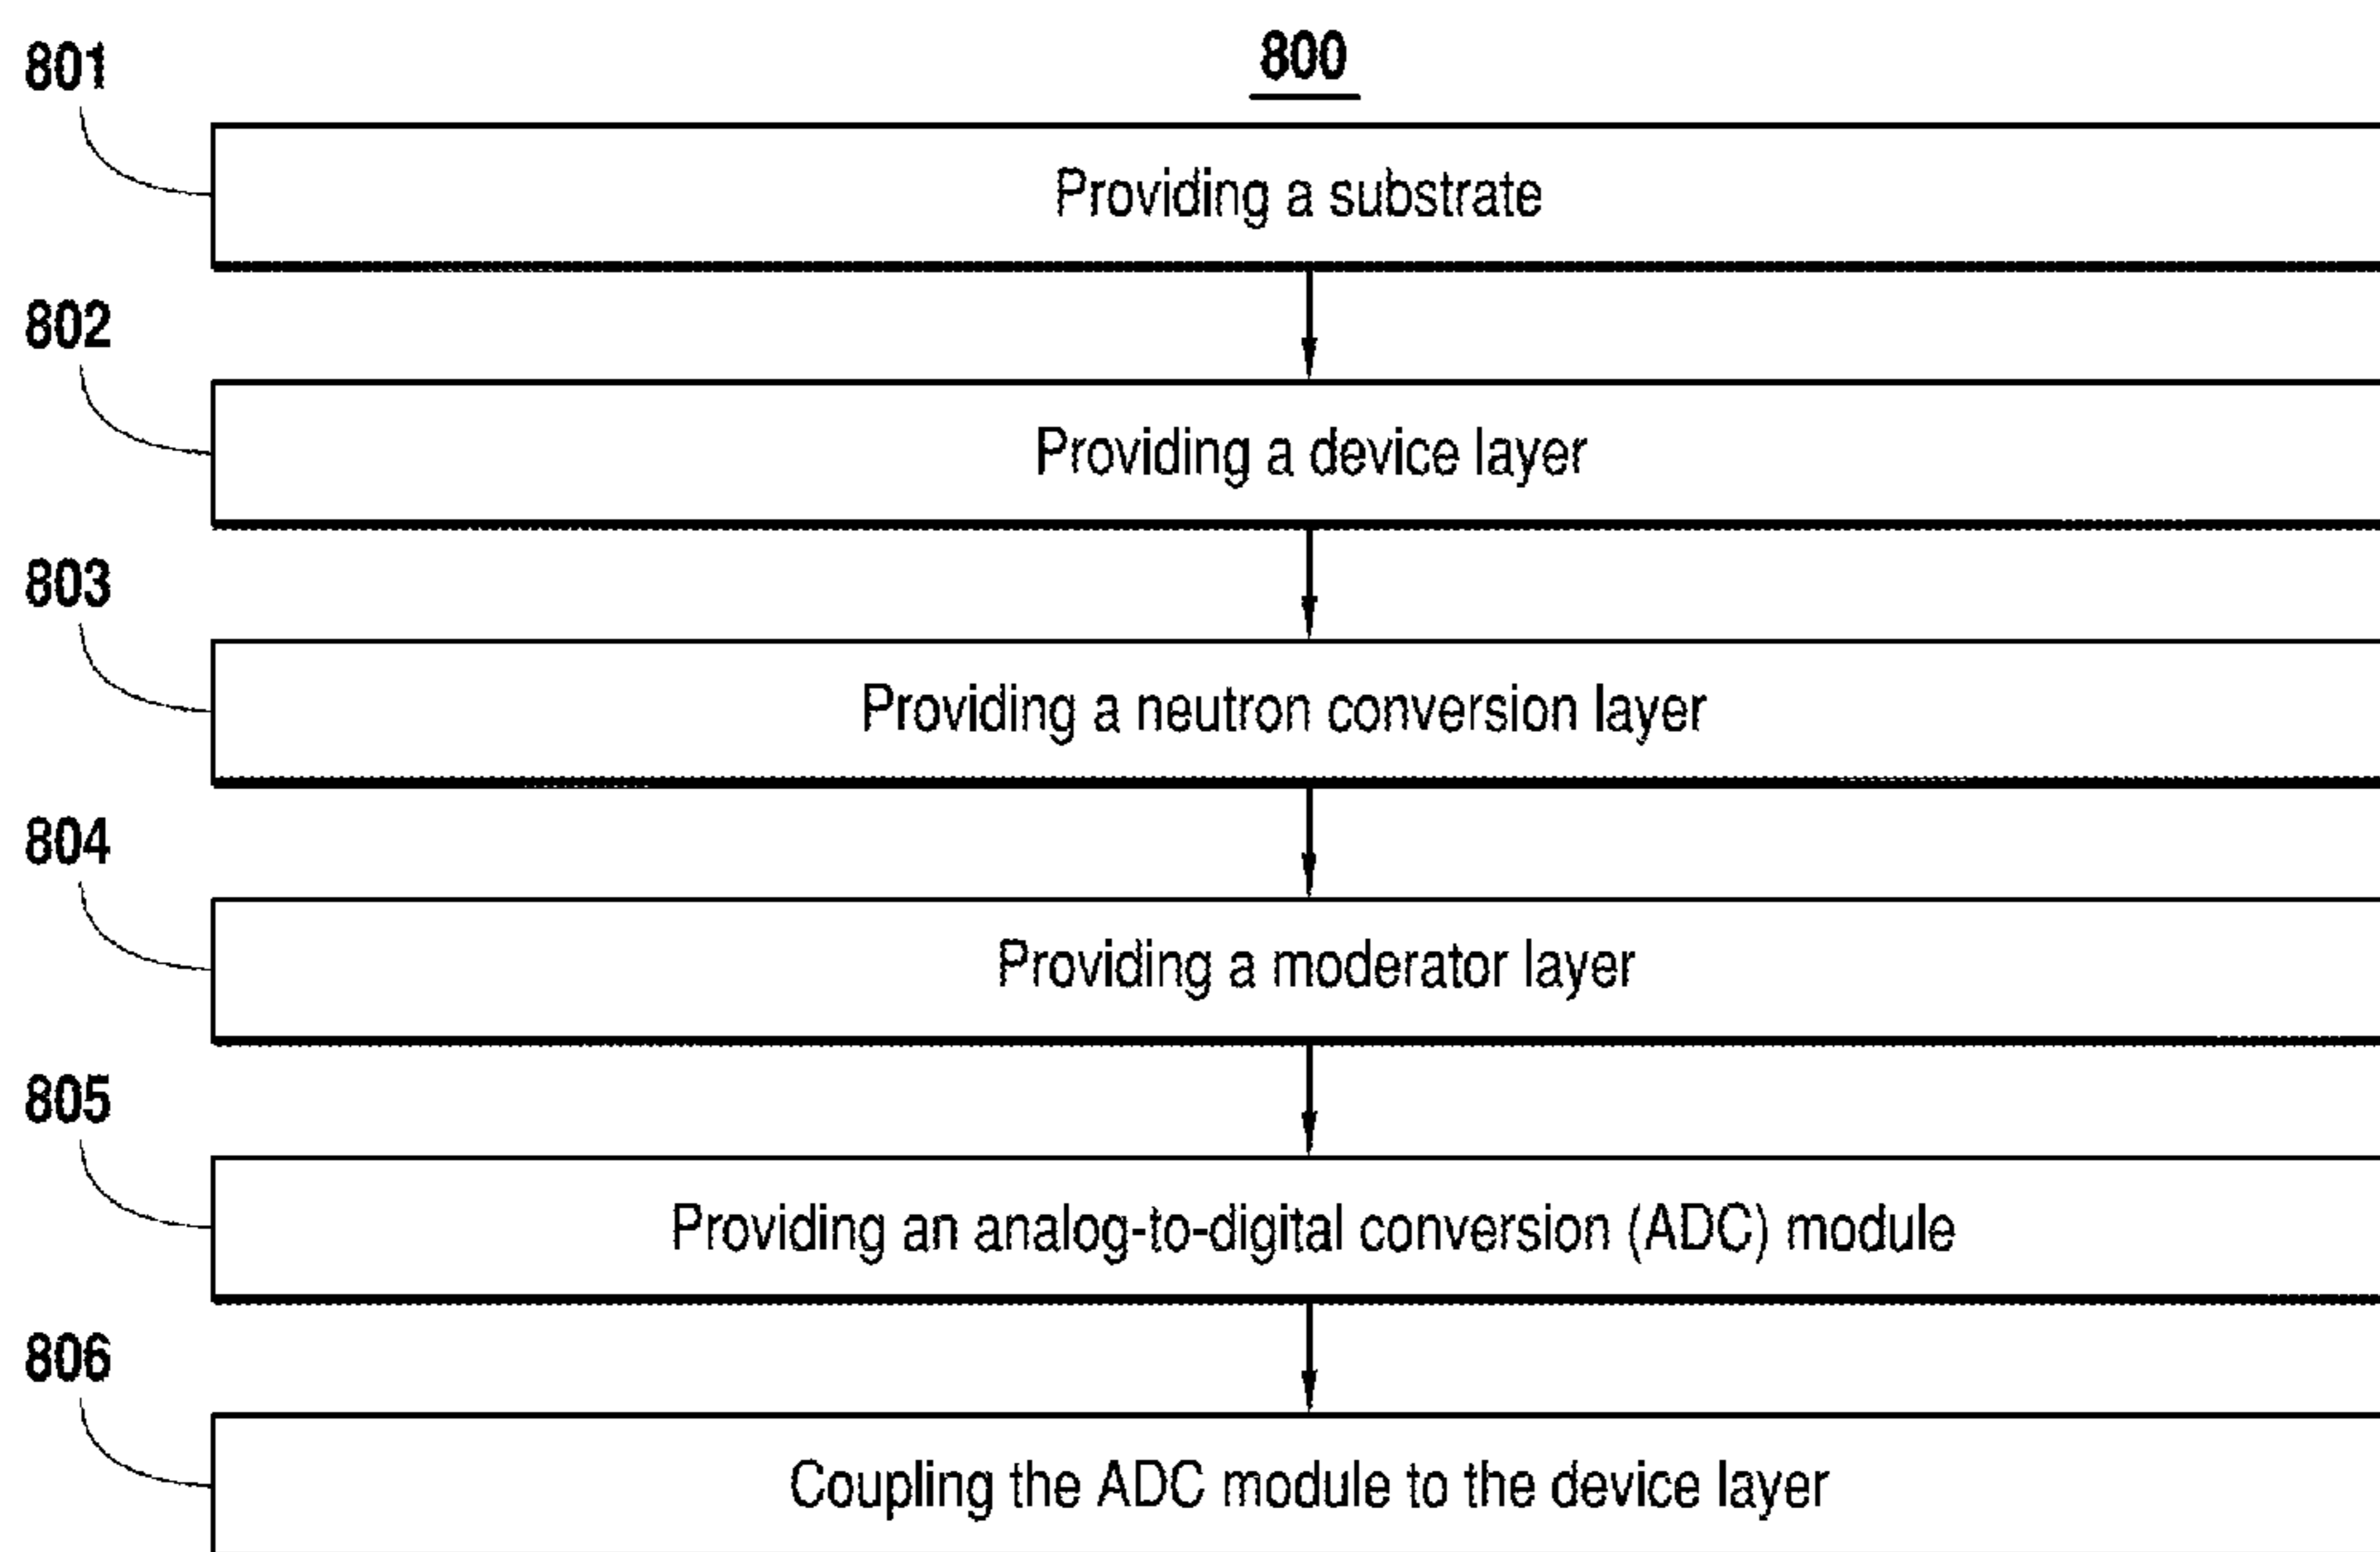 800
801
Providing a substrate
802
Providing a device layer
803
Providing a neutron conversion layer
804
Providing a moderator layer
805
Providing an analog-to-digital conversion (ADC) module
806
Coupling the ADC module to the device layer